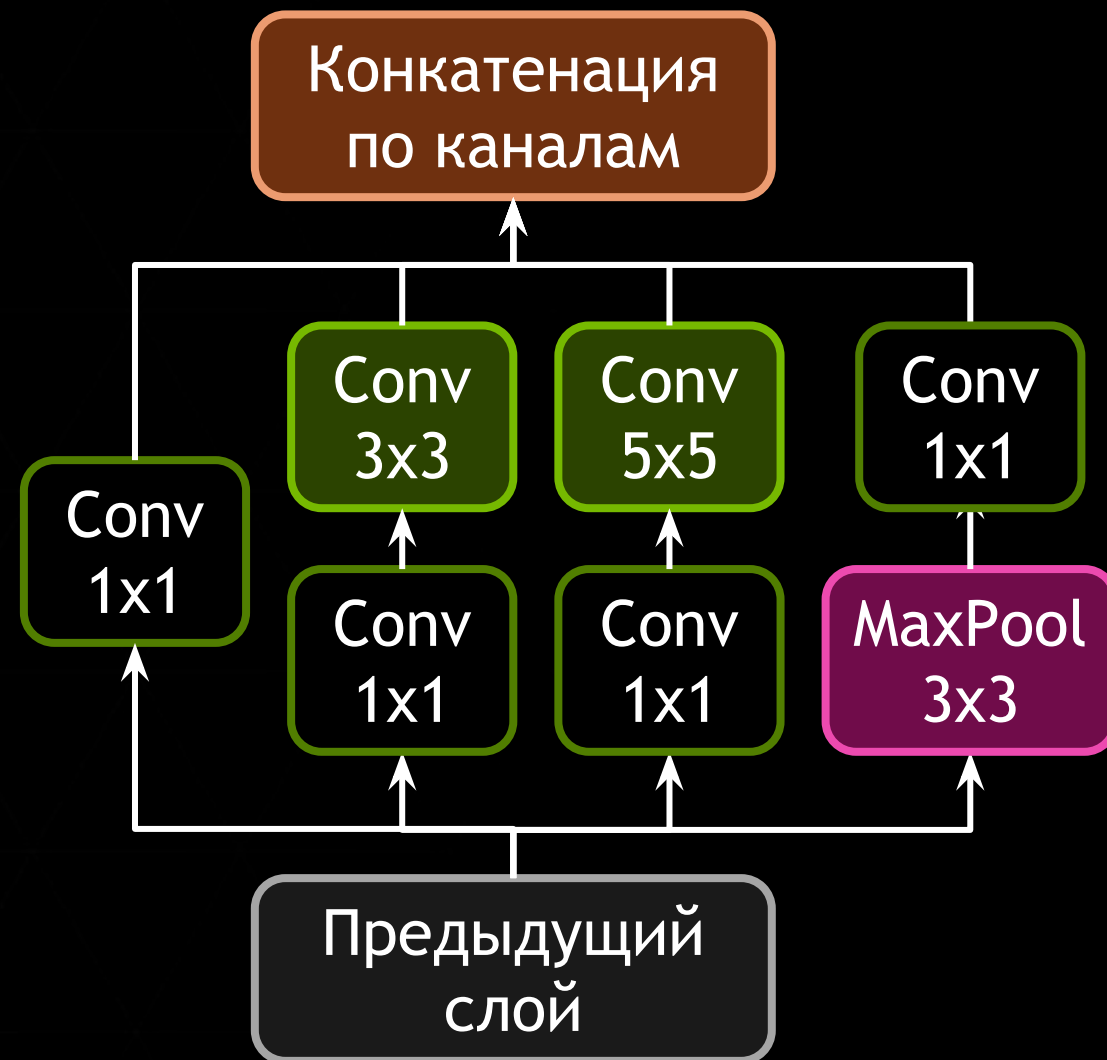 Конкатенация
по каналам
Conv
3x3
Conv
5x5
Conv
1x1
Conv
1x1
Conv
1x1
Conv
1x1
MaxPool
3x3
Предыдущий
слой